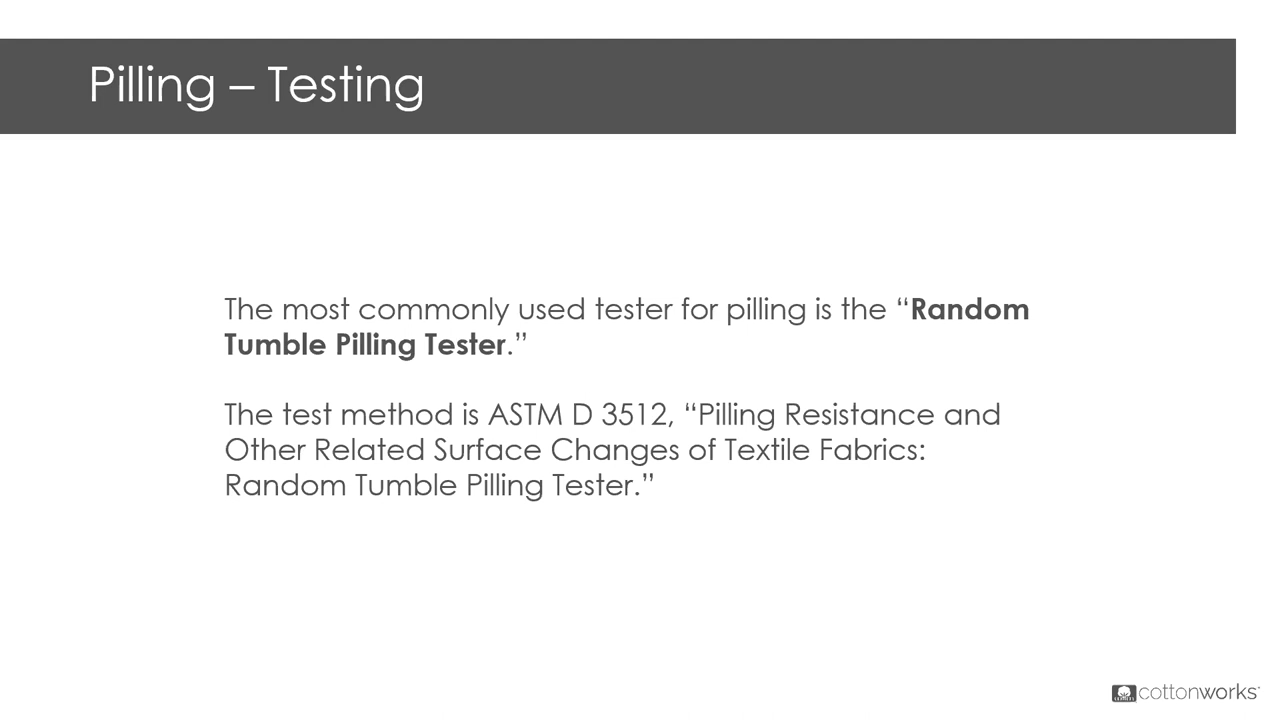 Pilling – Testing
The most commonly used tester for pilling is the “Random
Tumble Pilling Tester.”
The test method is ASTM D 3512, “Pilling Resistance and
Other Related Surface Changes of Textile Fabrics:
Random Tumble Pilling Tester.”
cottonworks